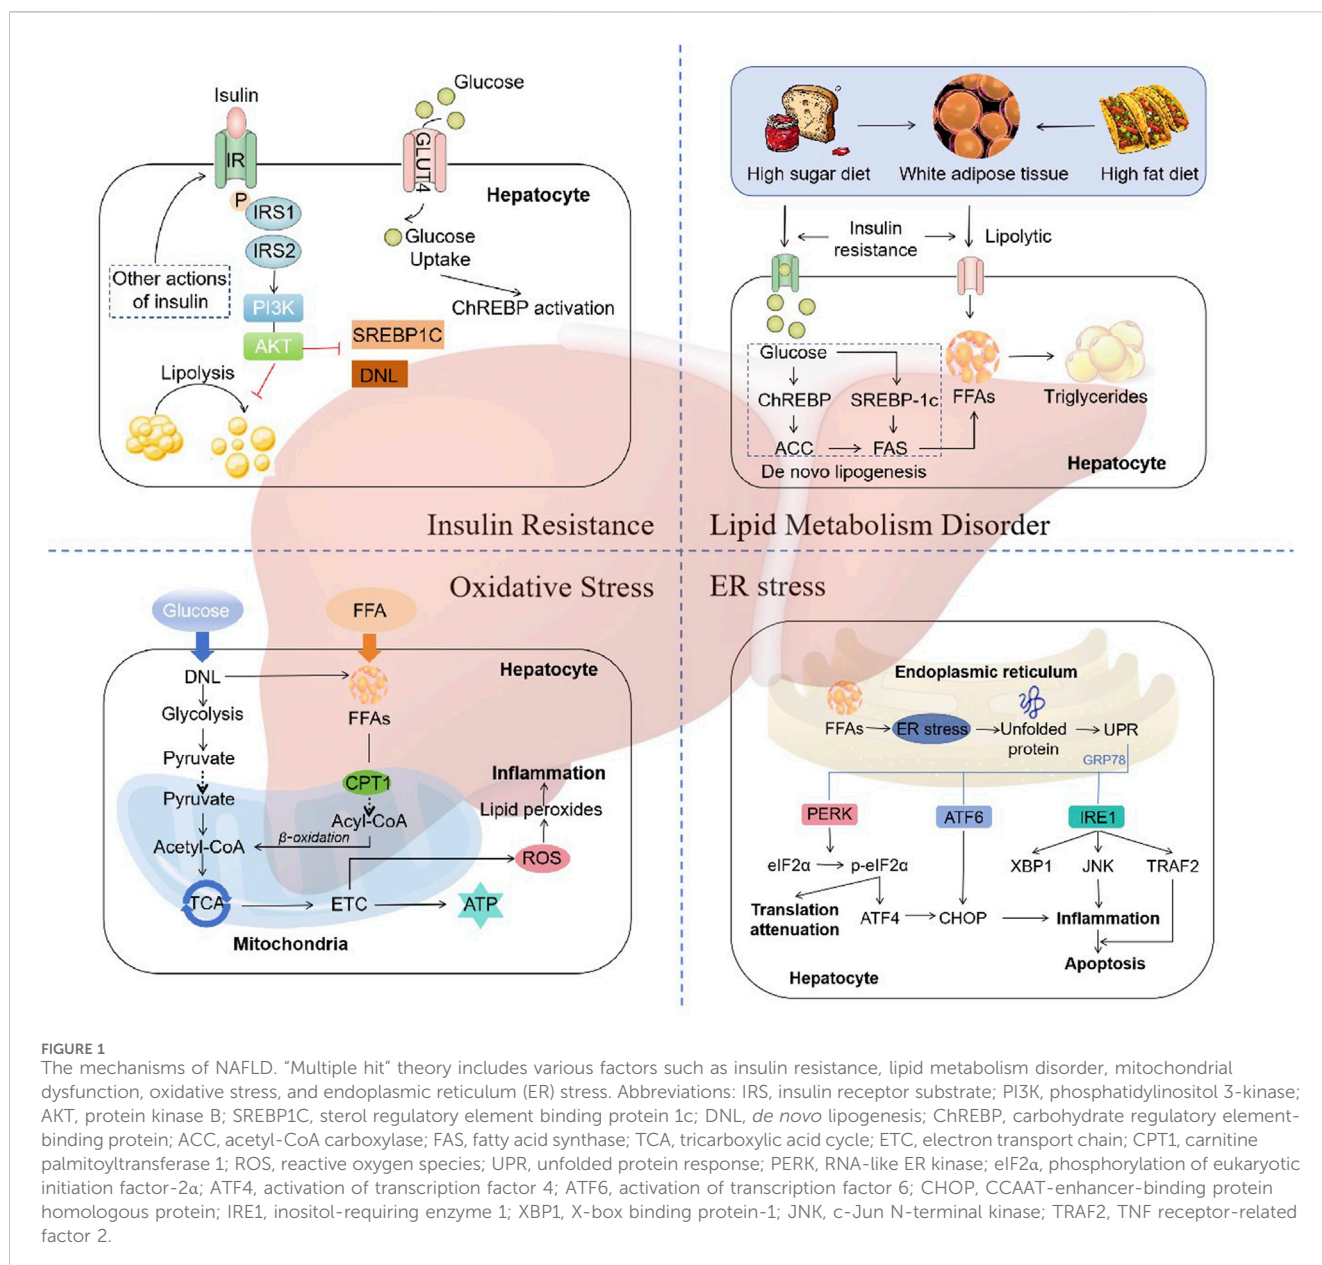 Isulin
Glucose
IR
GLUT4
P
IRS1
IRS2
Hepatocyte
Glucose
Uptake
Other actions
of insulin
PI3K
ChREBP activation
AKT
SREBP1C
DNL
Lipolysis
Insulin Resistance
High sugar diet
White adipose tissue
High fat diet
Insulin
resistance
Lipolytic
Glucose
ChREBP
SREBP-1c
FFAs
Triglycerides
ACC
FAS
De novo lipogenesis
Hepatocyte
Lipid Metabolism Disorder
Oxidative Stress
Glucose
FFA
Hepatocyte
DNL
Glycolysis
FFAs
Pyruvate
CPT1
Inflammation
Pyruvate
Lipid peroxides
Acyl-CoA
β-oxidation
Acetyl-CoA
ROS
TCA
ETC
ATP
Mitochondria
ER stress
Endoplasmic reticulum
FFAs
ER stress
Unfolded
protein
UPR
GRP78
PERK
ATF6
IRE1
eIF2α
p-eIF2α
XBP1
JNK
TRAF2
Translation
attenuation
ATF4
CHOP
Inflammation
Apoptosis
Hepatocyte
FIGURE 1
The mechanisms of NAFLD. “Multiple hit” theory includes various factors such as insulin resistance, lipid metabolism disorder, mitochondrial
dysfunction, oxidative stress, and endoplasmic reticulum (ER) stress. Abbreviations: IRS, insulin receptor substrate; PI3K, phosphatidylinositol 3-kinase;
AKT, protein kinase B; SREBP1C, sterol regulatory element binding protein 1c; DNL, de novo lipogenesis; ChREBP, carbohydrate regulatory element-
binding protein; ACC, acetyl-CoA carboxylase; FAS, fatty acid synthase; TCA, tricarboxylic acid cycle; ETC, electron transport chain; CPT1, carnitine
palmitoyltransferase 1; ROS, reactive oxygen species; UPR, unfolded protein response; PERK, RNA-like ER kinase; eIF2α, phosphorylation of eukaryotic
initiation factor-2α; ATF4, activation of transcription factor 4; ATF6, activation of transcription factor 6; CHOP, CCAAT-enhancer-binding protein
homologous protein; IRE1, inositol-requiring enzyme 1; XBP1, X-box binding protein-1; JNK, c-Jun N-terminal kinase; TRAF2, TNF receptor-related
factor 2.